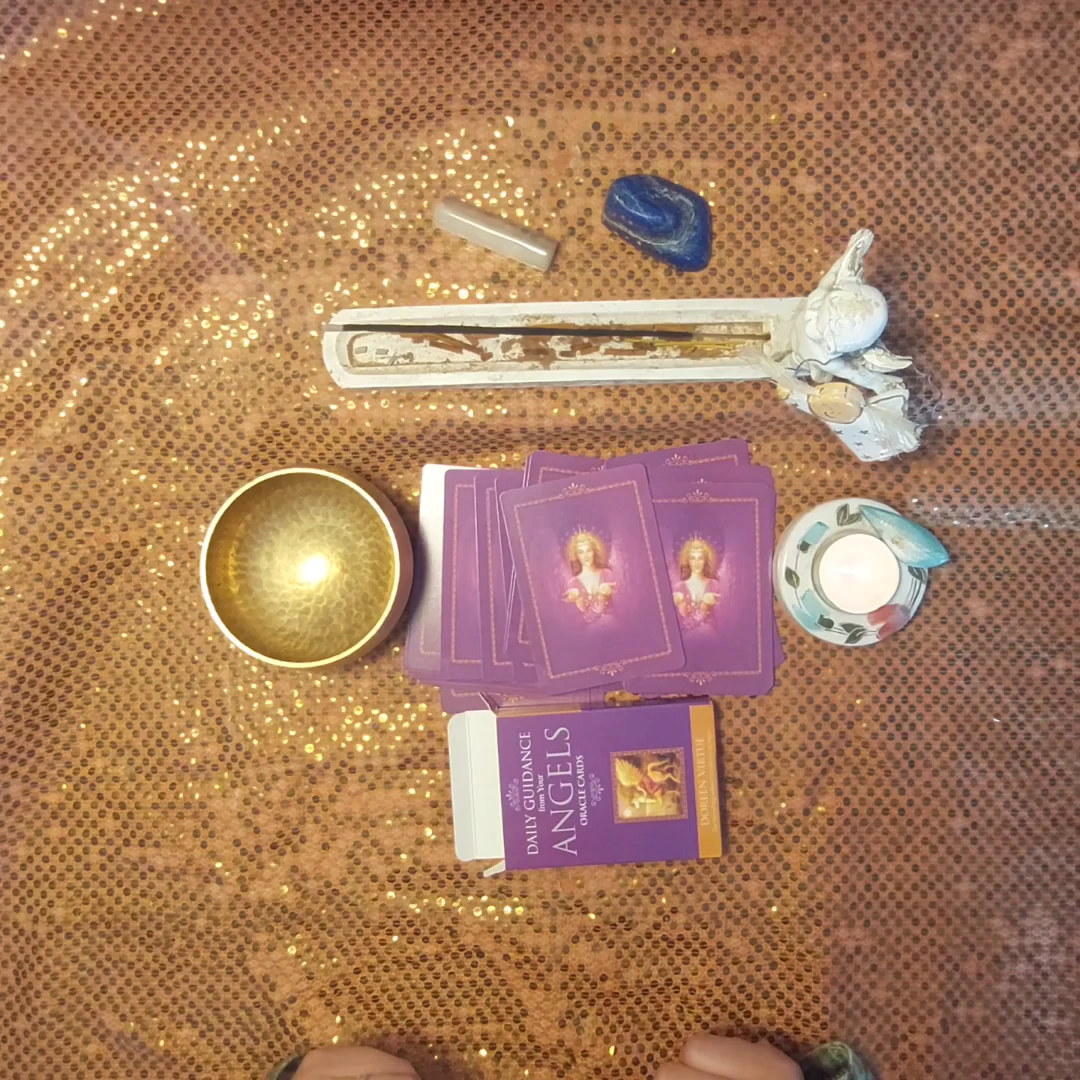 DAILY GUIDANCE
from Your
ANGELS
ORACLE CARDS
DOREEN VIRTUE